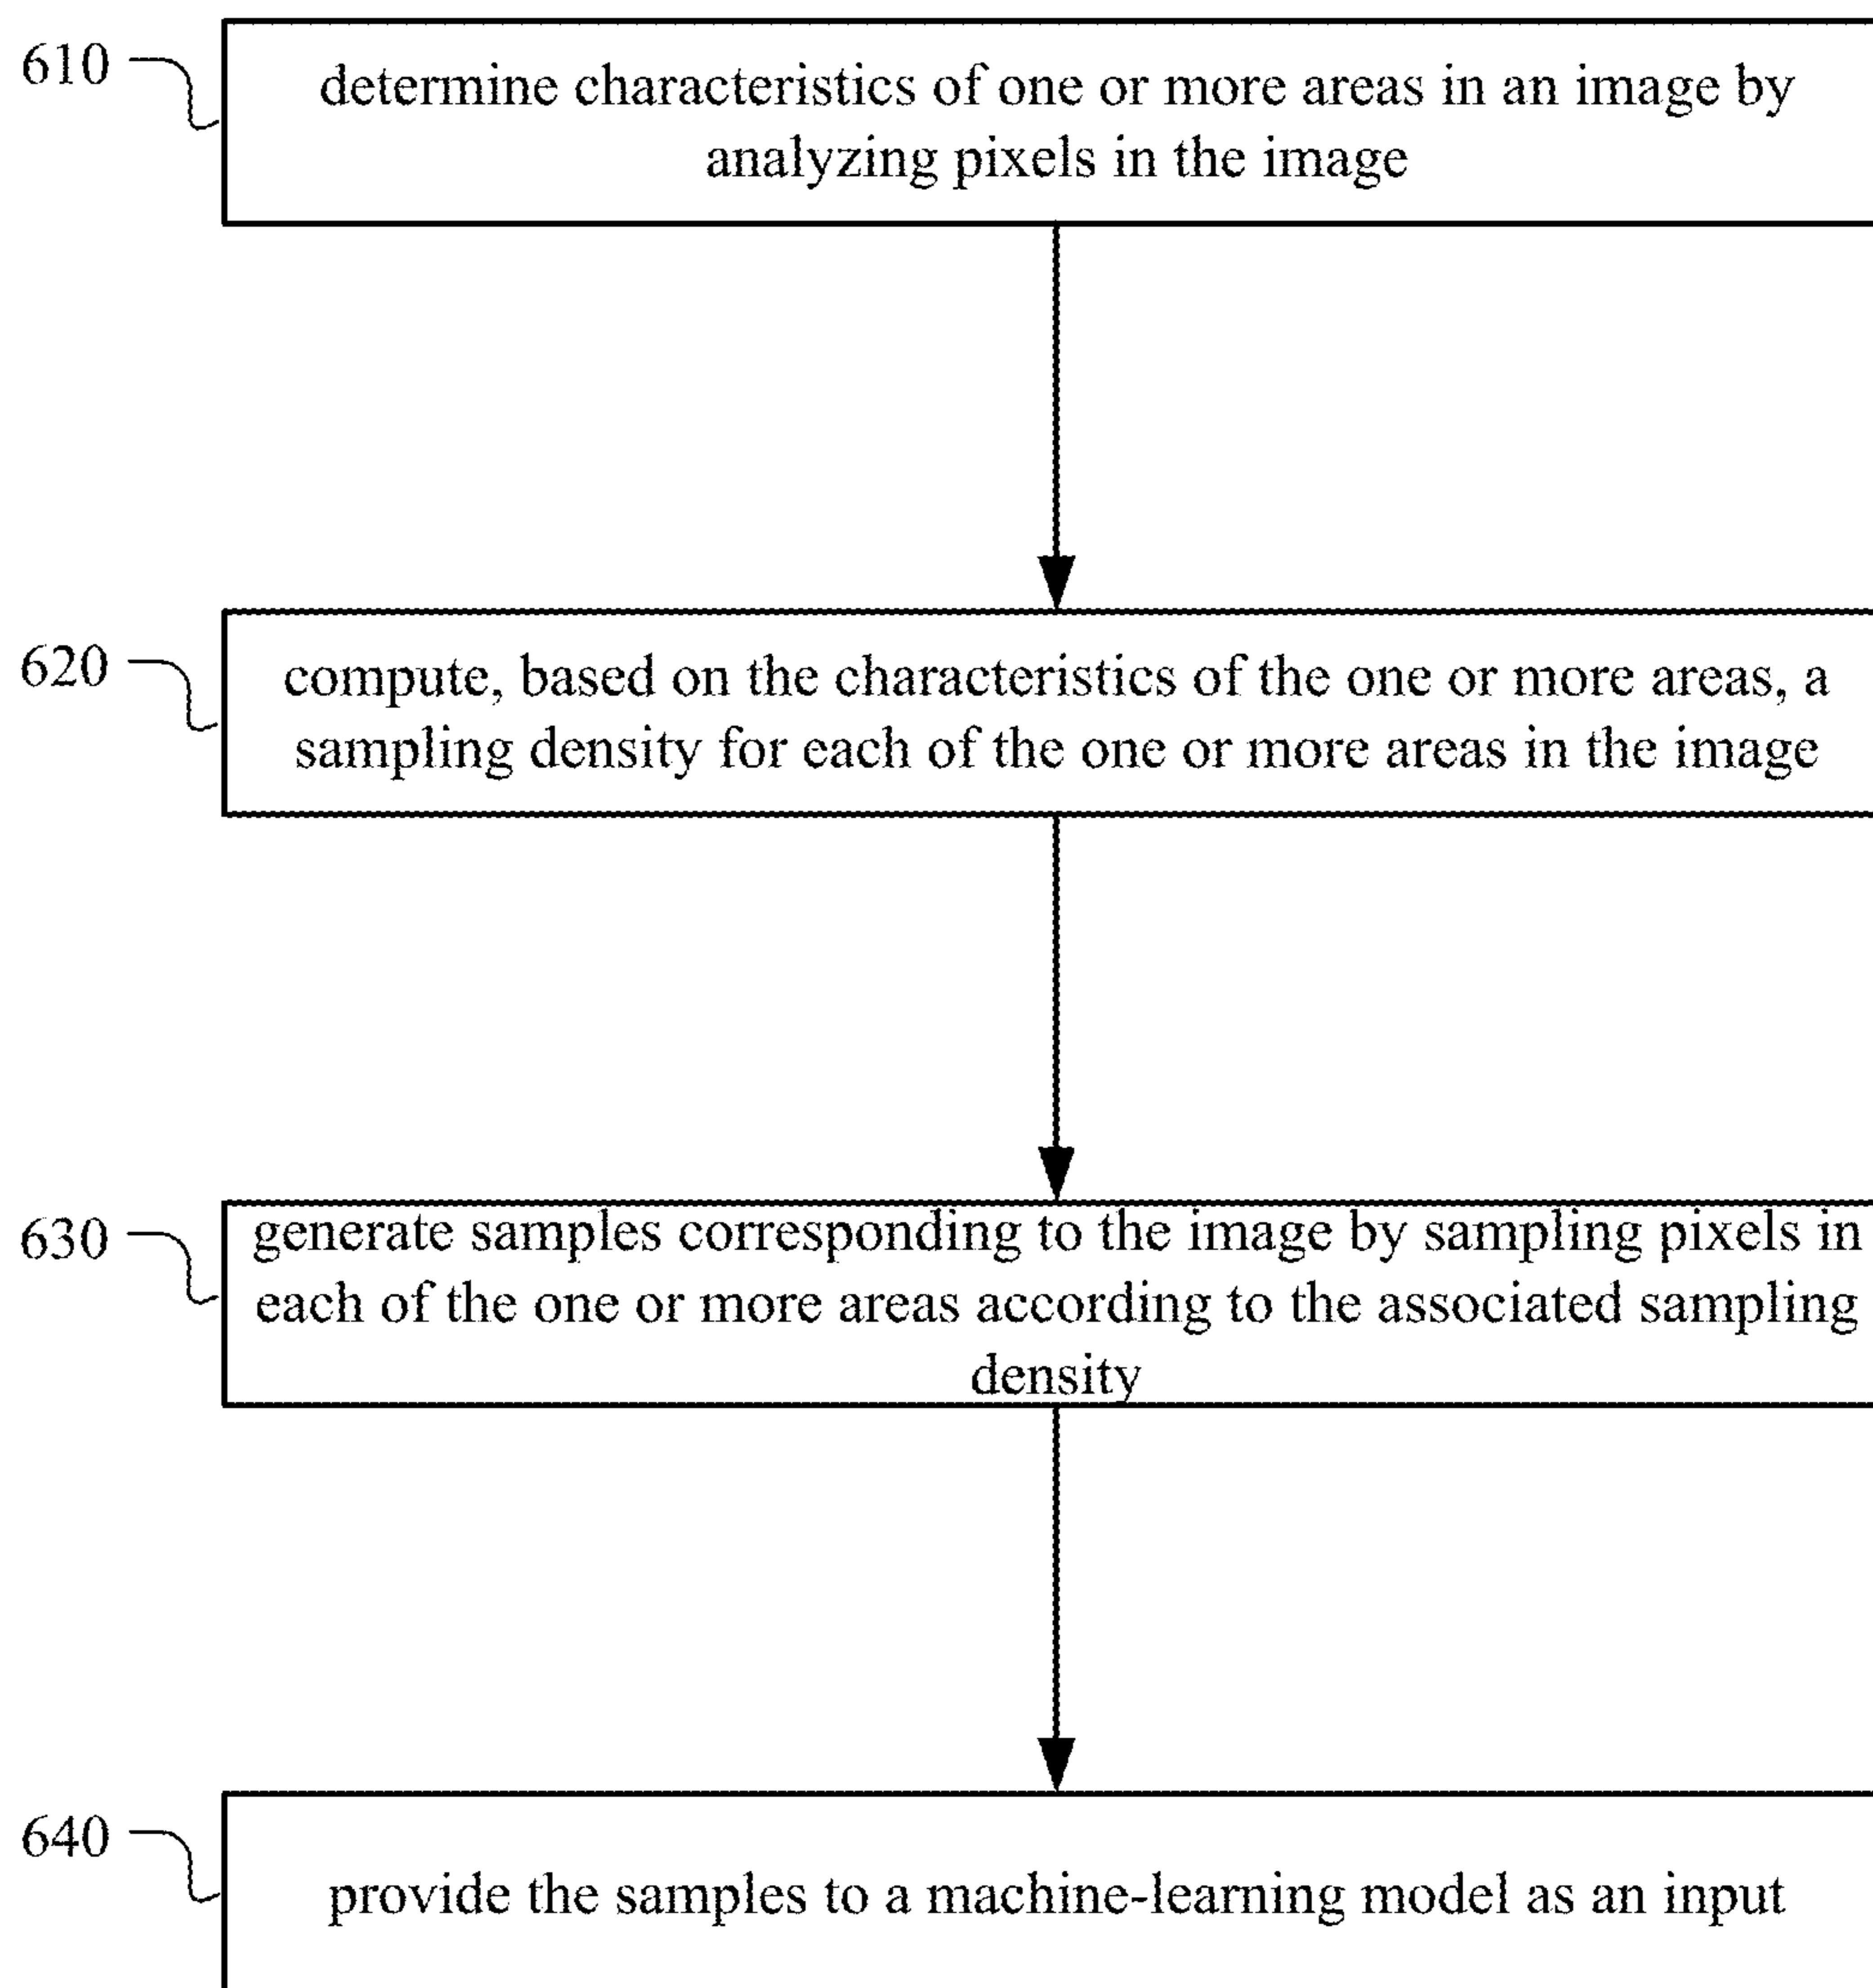 610
determine characteristics of one or more areas in an image by
analyzing pixels in the image
620
compute, based on the characteristics of the one or more areas, a
sampling density for each of the one or more areas in the image
630
generate samples corresponding to the image by sampling pixels in
each of the one or more areas according to the associated sampling
density
640
provide the samples to a machine-learning model as an input